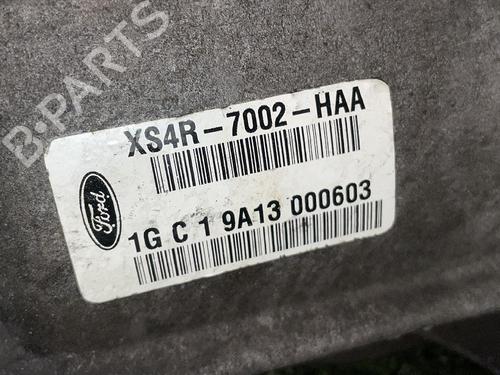 B-PARTS
XS4R-7002-HAA
Ford
1G C 1 9A13 000603